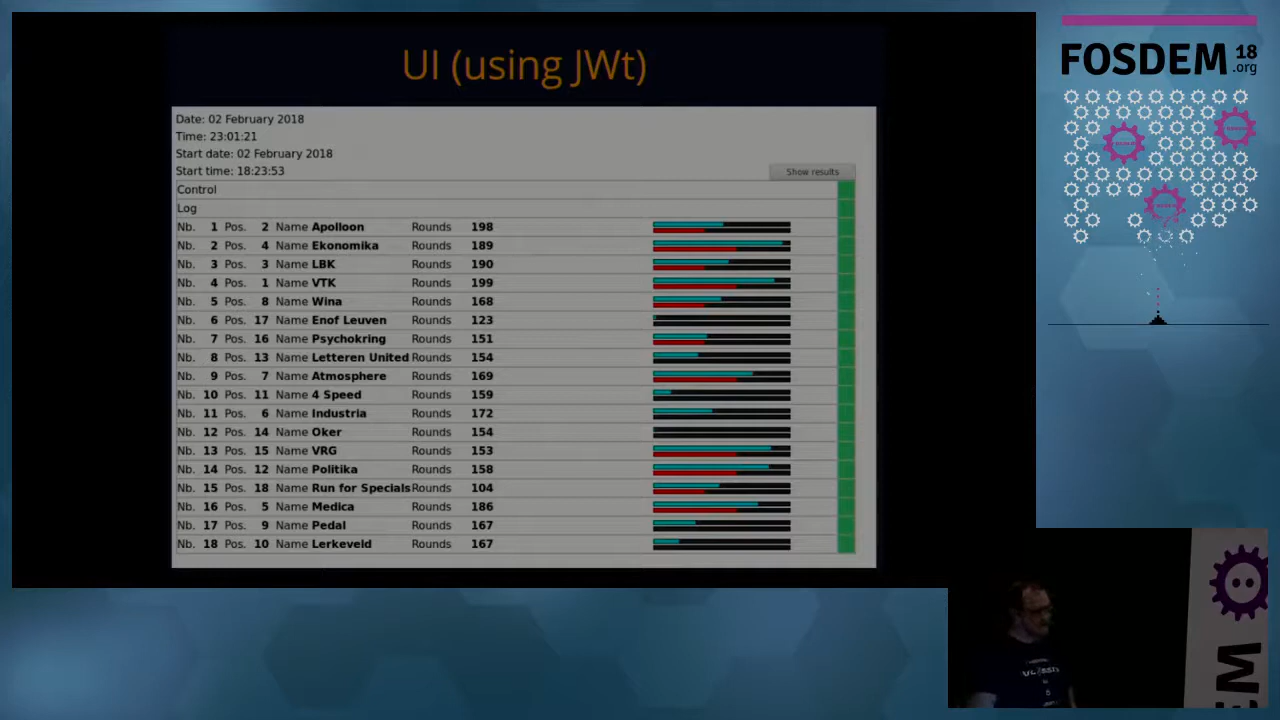 UI (using JWt)
Date: 02 February 2018
Time: 23:01:21
Start date: 02 February 2018
Start time: 18:23:53
Show results
Control
Log
Nb. 1 Pos. 2 Name Apolloon Rounds 198
Nb. 2 Pos. 4 Name Ekonomika Rounds 189
Nb. 3 Pos. 3 Name LBK Rounds 190
Nb. 4 Pos. 1 Name VTK Rounds 199
Nb. 5 Pos. 8 Name Wina Rounds 168
Nb. 6 Pos. 17 Name Enof Leuven Rounds 123
Nb. 7 Pos. 16 Name Psychokring Rounds 151
Nb. 8 Pos. 13 Name Letteren United Rounds 154
Nb. 9 Pos. 7 Name Atmosphere Rounds 169
Nb. 10 Pos. 11 Name 4 Speed Rounds 159
Nb. 11 Pos. 6 Name Industria Rounds 172
Nb. 12 Pos. 14 Name Oker Rounds 154
Nb. 13 Pos. 15 Name VRG Rounds 153
Nb. 14 Pos. 12 Name Politika Rounds 158
Nb. 15 Pos. 18 Name Run for Specials Rounds 104
Nb. 16 Pos. 5 Name Medica Rounds 186
Nb. 17 Pos. 9 Name Pedal Rounds 167
Nb. 18 Pos. 10 Name Lerkeveld Rounds 167
FOSDEM 18
.org
EM